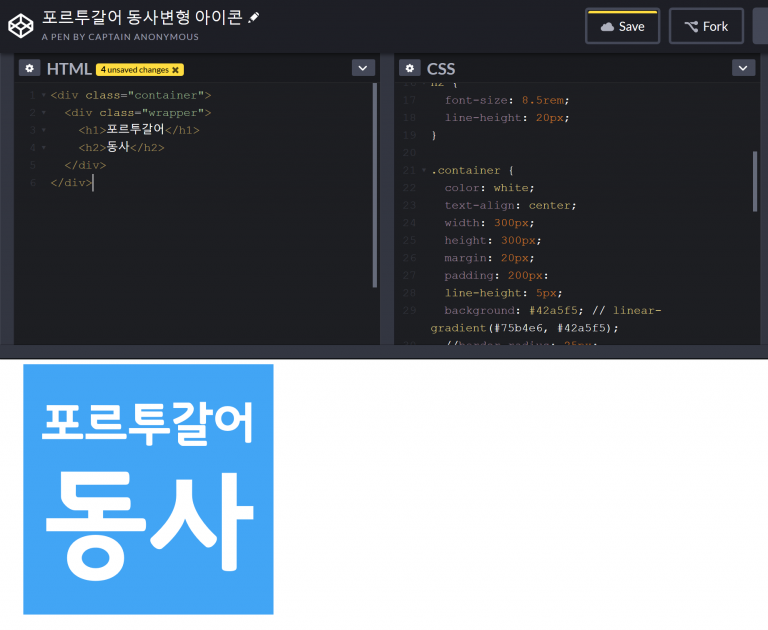 포르투갈어 동사변형 아이콘
A PEN BY CAPTAIN ANONYMOUS
Save
Fork
HTML
4 unsaved changes ×
CSS
1 <div class="container">
2 <div class="wrapper">
3 <h1>포르투갈어</h1>
4 <h2>동사</h2>
5 </div>
6 </div>
16 h2 {
17 font-size: 8.5rem;
18 line-height: 20px;
19 }
20
21 .container {
22 color: white;
23 text-align: center;
24 width: 300px;
25 height: 300px;
26 margin: 20px;
27 padding: 200px:
28 line-height: 5px;
29 background: #42a5f5; // linear-
gradient(#75b4e6, #42a5f5);
//border-radius: 25px;
포르투갈어
동사